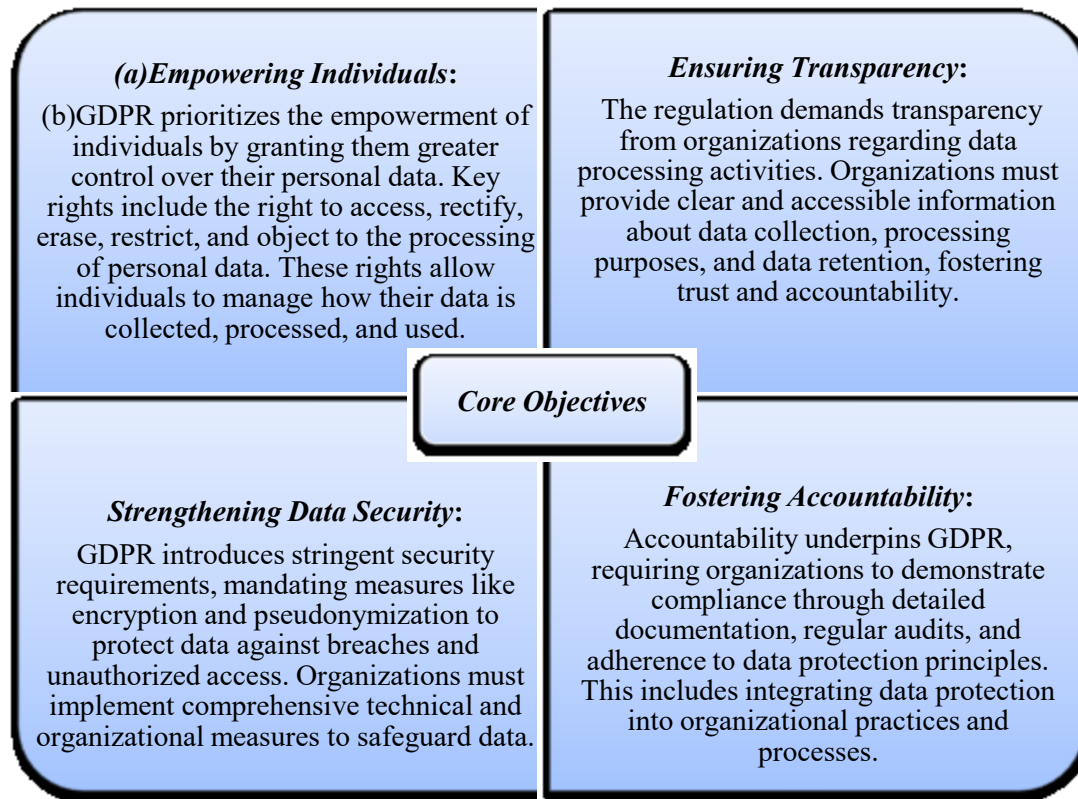 (a)Empowering Individuals:
(b)GDPR prioritizes the empowerment of
individuals by granting them greater
control over their personal data. Key
rights include the right to access, rectify,
erase, restrict, and object to the processing
of personal data. These rights allow
individuals to manage how their data is
collected, processed, and used.
Ensuring Transparency:
The regulation demands transparency
from organizations regarding data
processing activities. Organizations must
provide clear and accessible information
about data collection, processing
purposes, and data retention, fostering
trust and accountability.
Core Objectives
Strengthening Data Security:
GDPR introduces stringent security
requirements, mandating measures like
encryption and pseudonymization to
protect data against breaches and
unauthorized access. Organizations must
implement comprehensive technical and
organizational measures to safeguard data.
Fostering Accountability:
Accountability underpins GDPR,
requiring organizations to demonstrate
compliance through detailed
documentation, regular audits, and
adherence to data protection principles.
This includes integrating data protection
into organizational practices and
processes.